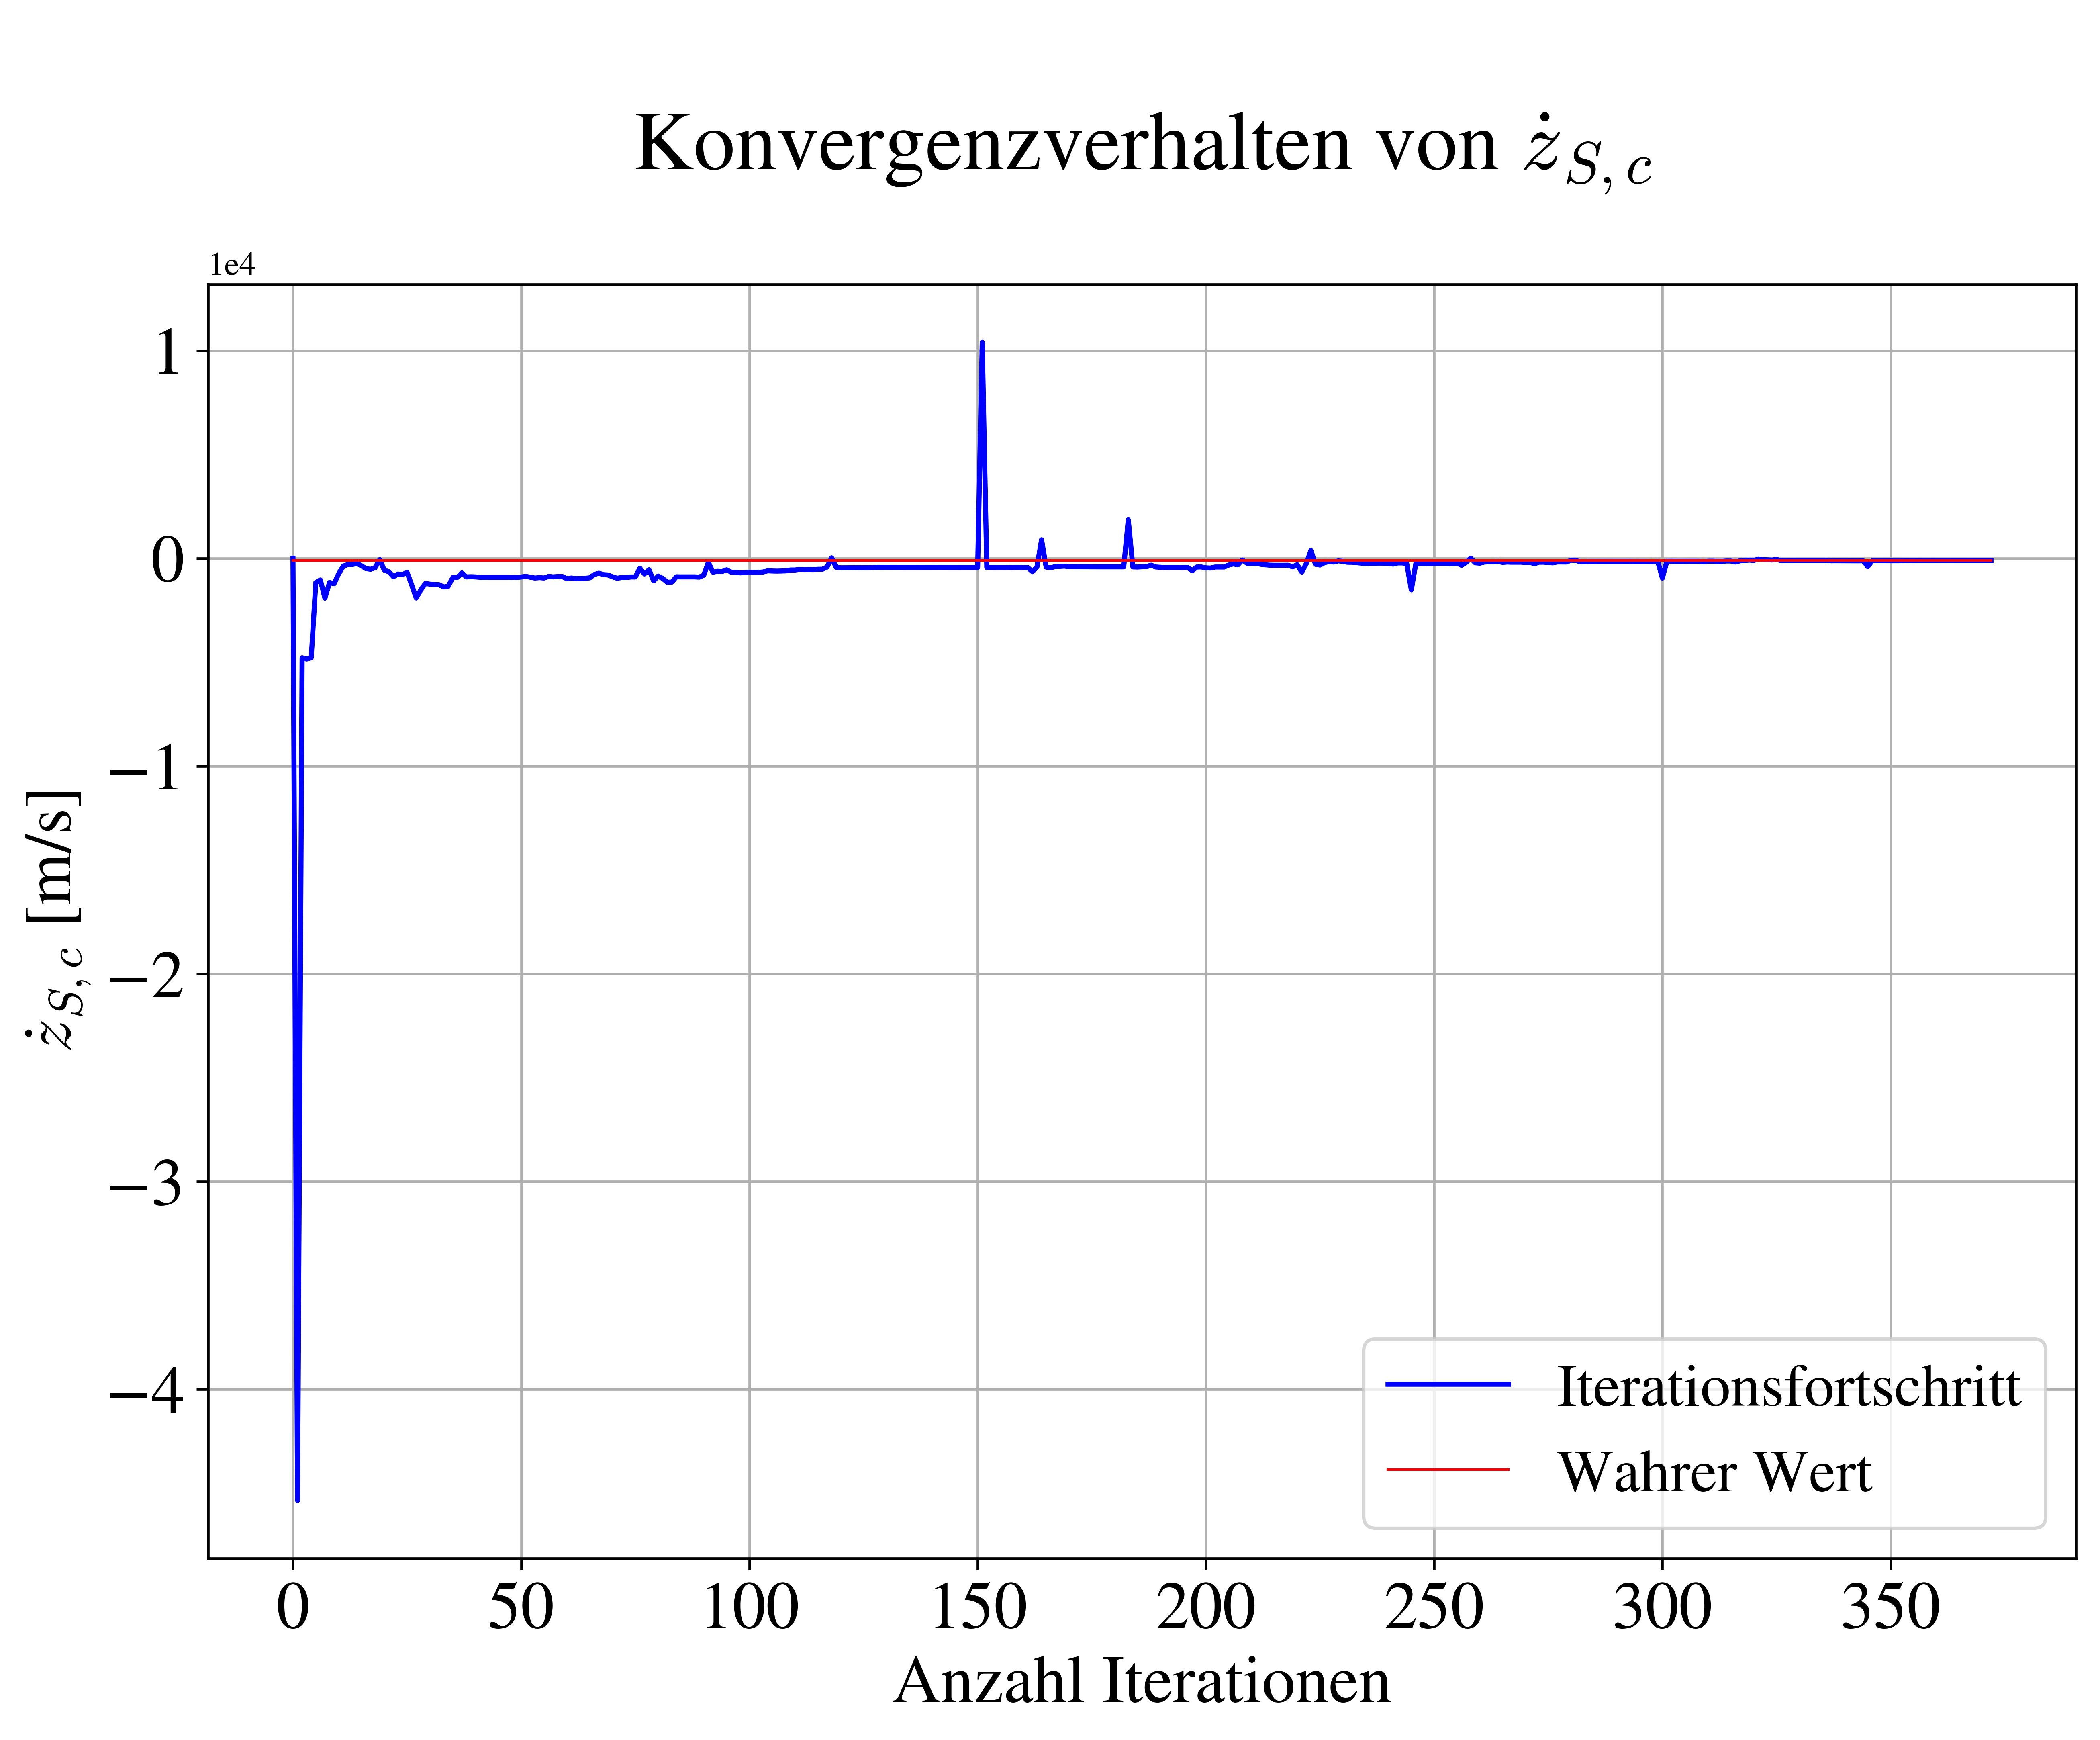 Konvergenzverhalten von ż_{S,c}
1e4
1
0
−1
−2
−3
−4
ż_{S,c} [m/s]
Iterationsfortschritt
Wahrer Wert
0 50 100 150 200 250 300 350
Anzahl Iterationen